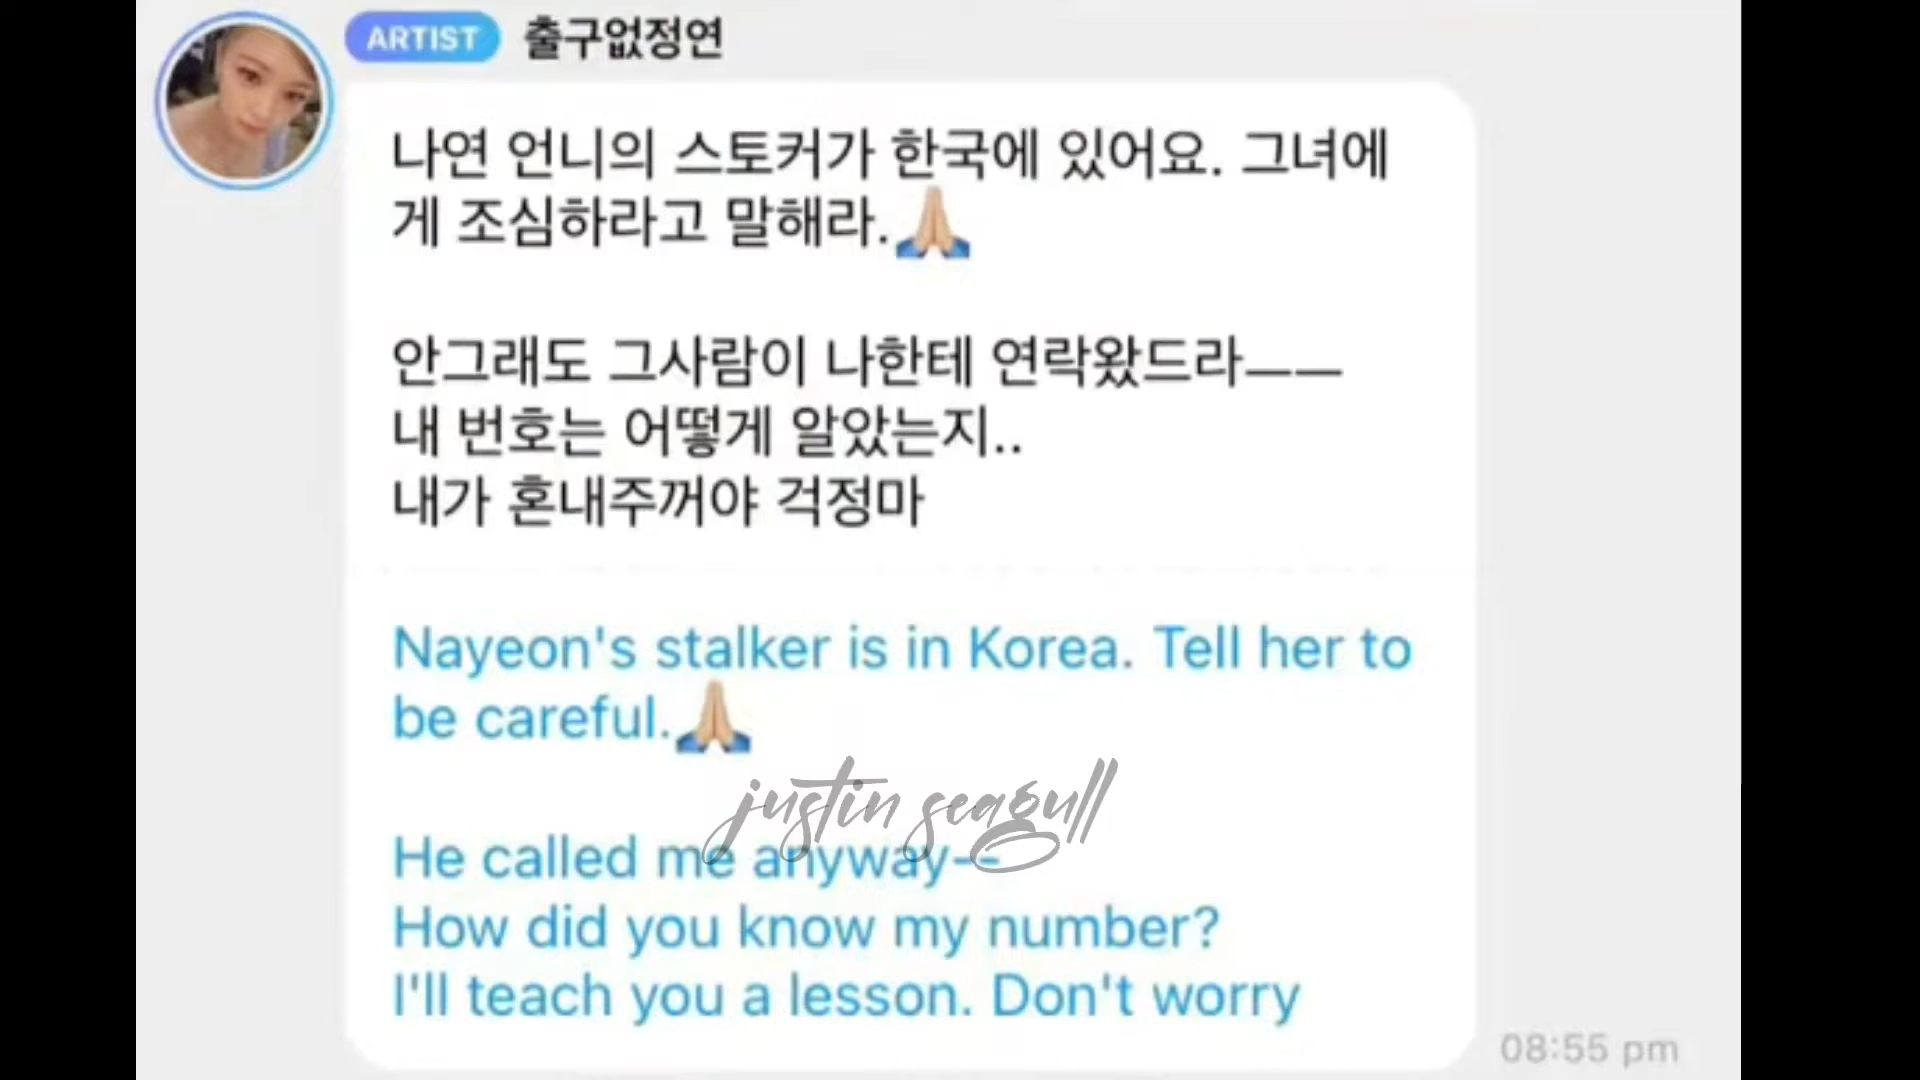 ARTIST 출구없정연
나연 언니의 스토커가 한국에 있어요. 그녀에
게 조심하라고 말해라.🙏🏼
안그래도 그사람이 나한테 연락왔드라ㅡㅡ
내 번호는 어떻게 알았는지..
내가 혼내주꺼야 걱정마
Nayeon's stalker is in Korea. Tell her to
be careful.🙏🏼
justin seagull
He called me anyway--
How did you know my number?
I'll teach you a lesson. Don't worry
08:55 pm